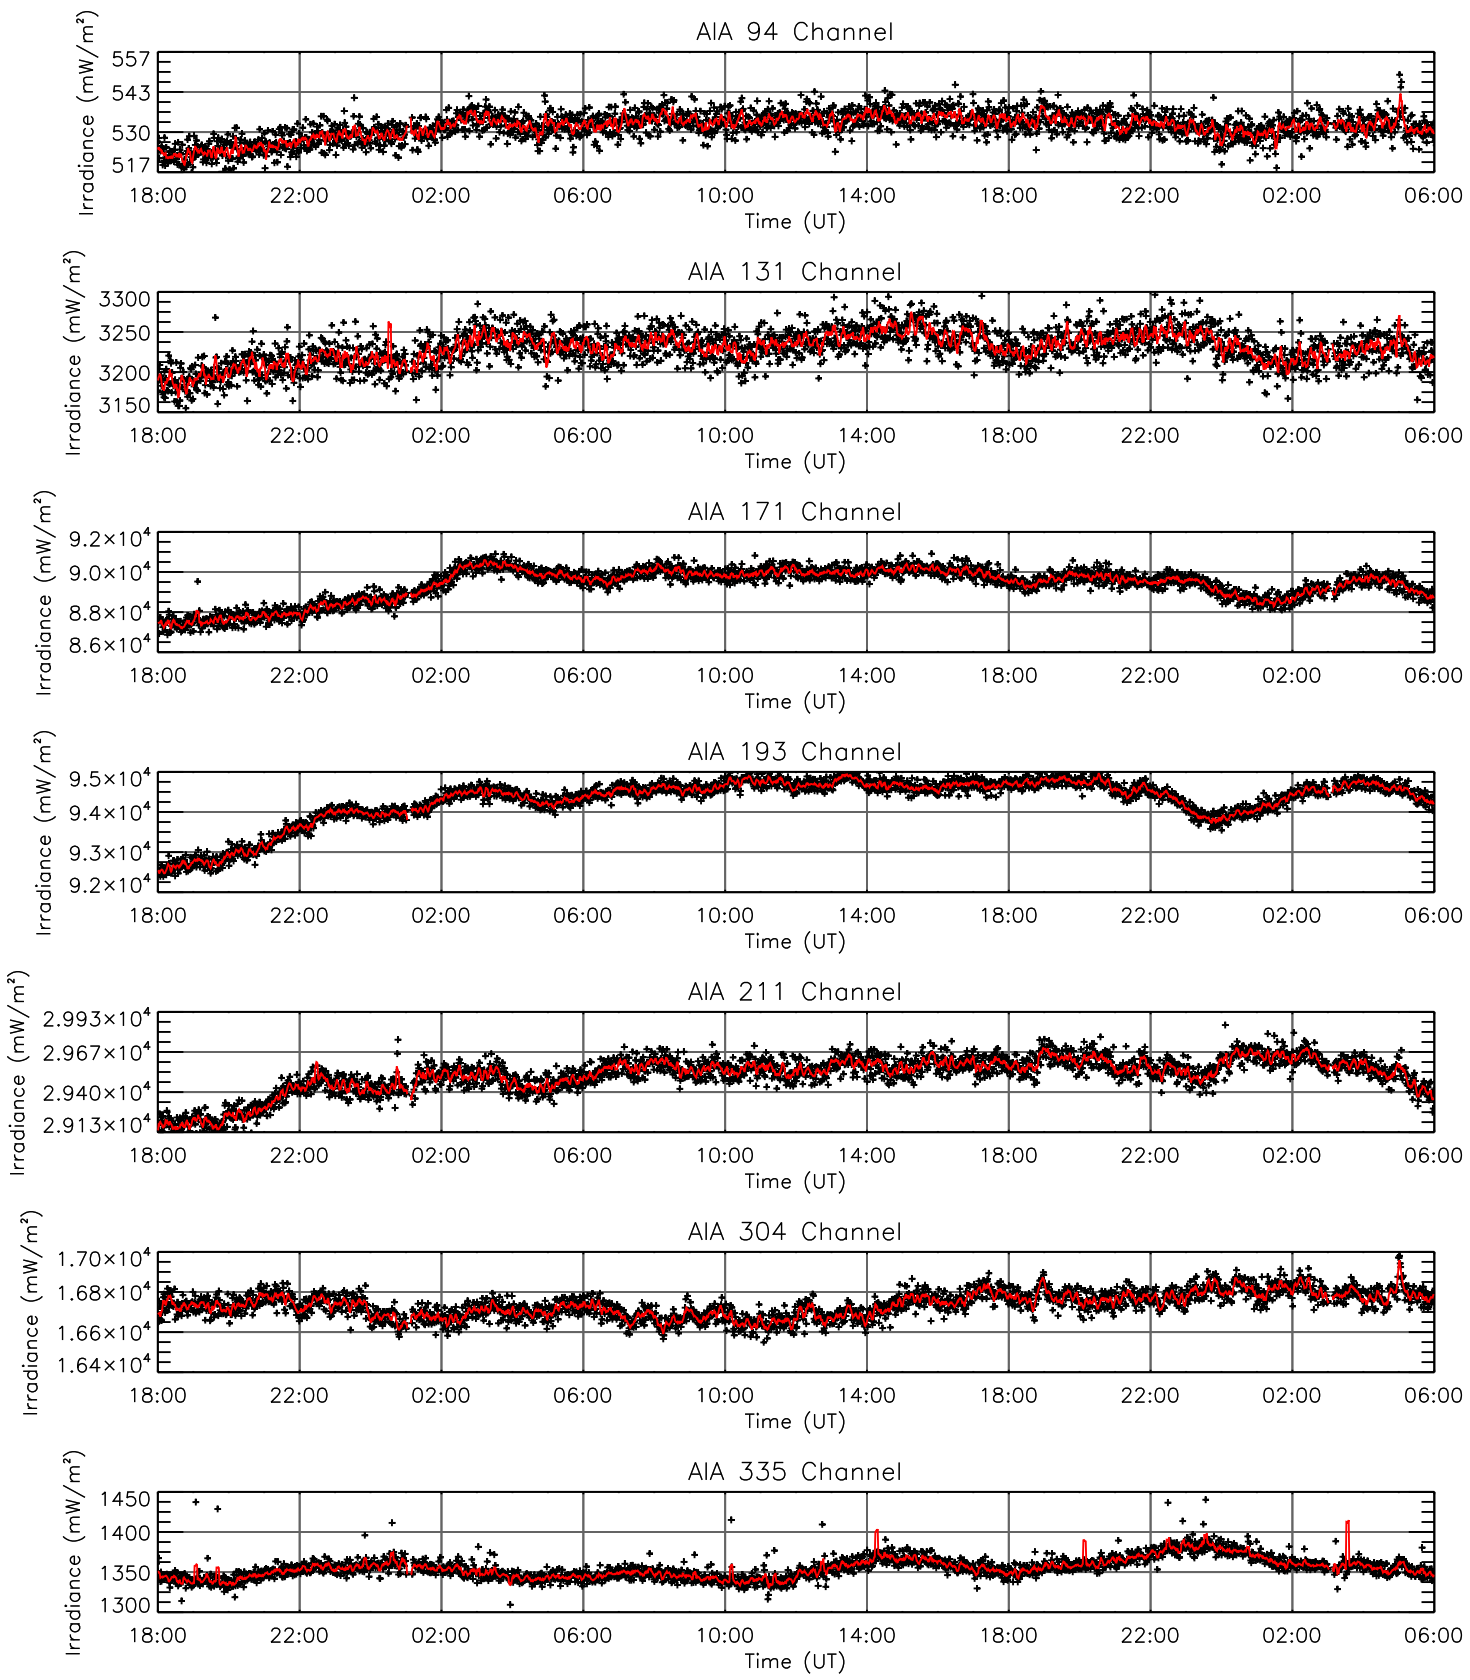 AIA 94 Channel
Irradiance (mW/m²)
557
543
530
517
18:00 22:00 02:00 06:00 10:00 14:00 18:00 22:00 02:00 06:00
Time (UT)
AIA 131 Channel
Irradiance (mW/m²)
3300
3250
3200
3150
18:00 22:00 02:00 06:00 10:00 14:00 18:00 22:00 02:00 06:00
Time (UT)
AIA 171 Channel
Irradiance (mW/m²)
9.2×10⁴
9.0×10⁴
8.8×10⁴
8.6×10⁴
18:00 22:00 02:00 06:00 10:00 14:00 18:00 22:00 02:00 06:00
Time (UT)
AIA 193 Channel
Irradiance (mW/m²)
9.5×10⁴
9.4×10⁴
9.3×10⁴
9.2×10⁴
18:00 22:00 02:00 06:00 10:00 14:00 18:00 22:00 02:00 06:00
Time (UT)
AIA 211 Channel
Irradiance (mW/m²)
2.993×10⁴
2.967×10⁴
2.940×10⁴
2.913×10⁴
18:00 22:00 02:00 06:00 10:00 14:00 18:00 22:00 02:00 06:00
Time (UT)
AIA 304 Channel
Irradiance (mW/m²)
1.70×10⁴
1.68×10⁴
1.66×10⁴
1.64×10⁴
18:00 22:00 02:00 06:00 10:00 14:00 18:00 22:00 02:00 06:00
Time (UT)
AIA 335 Channel
Irradiance (mW/m²)
1450
1400
1350
1300
18:00 22:00 02:00 06:00 10:00 14:00 18:00 22:00 02:00 06:00
Time (UT)